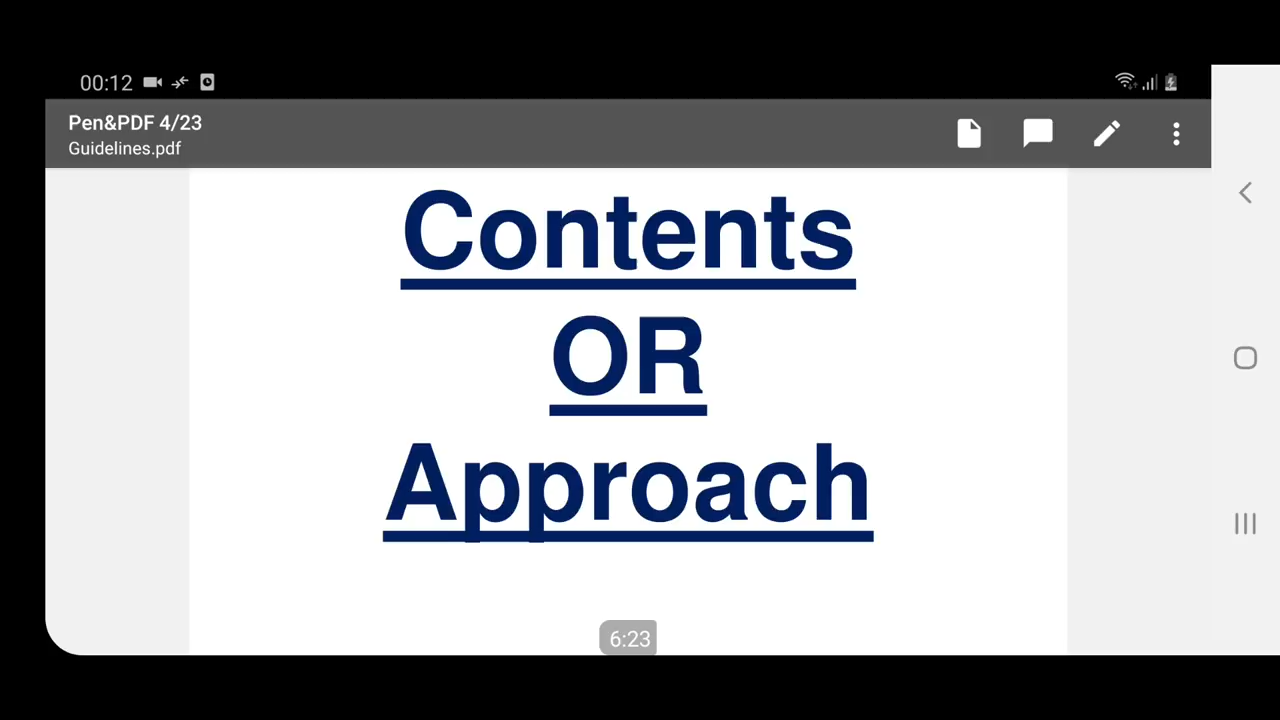 00:12
Pen&PDF 4/23
Guidelines.pdf
Contents
OR
Approach
6:23